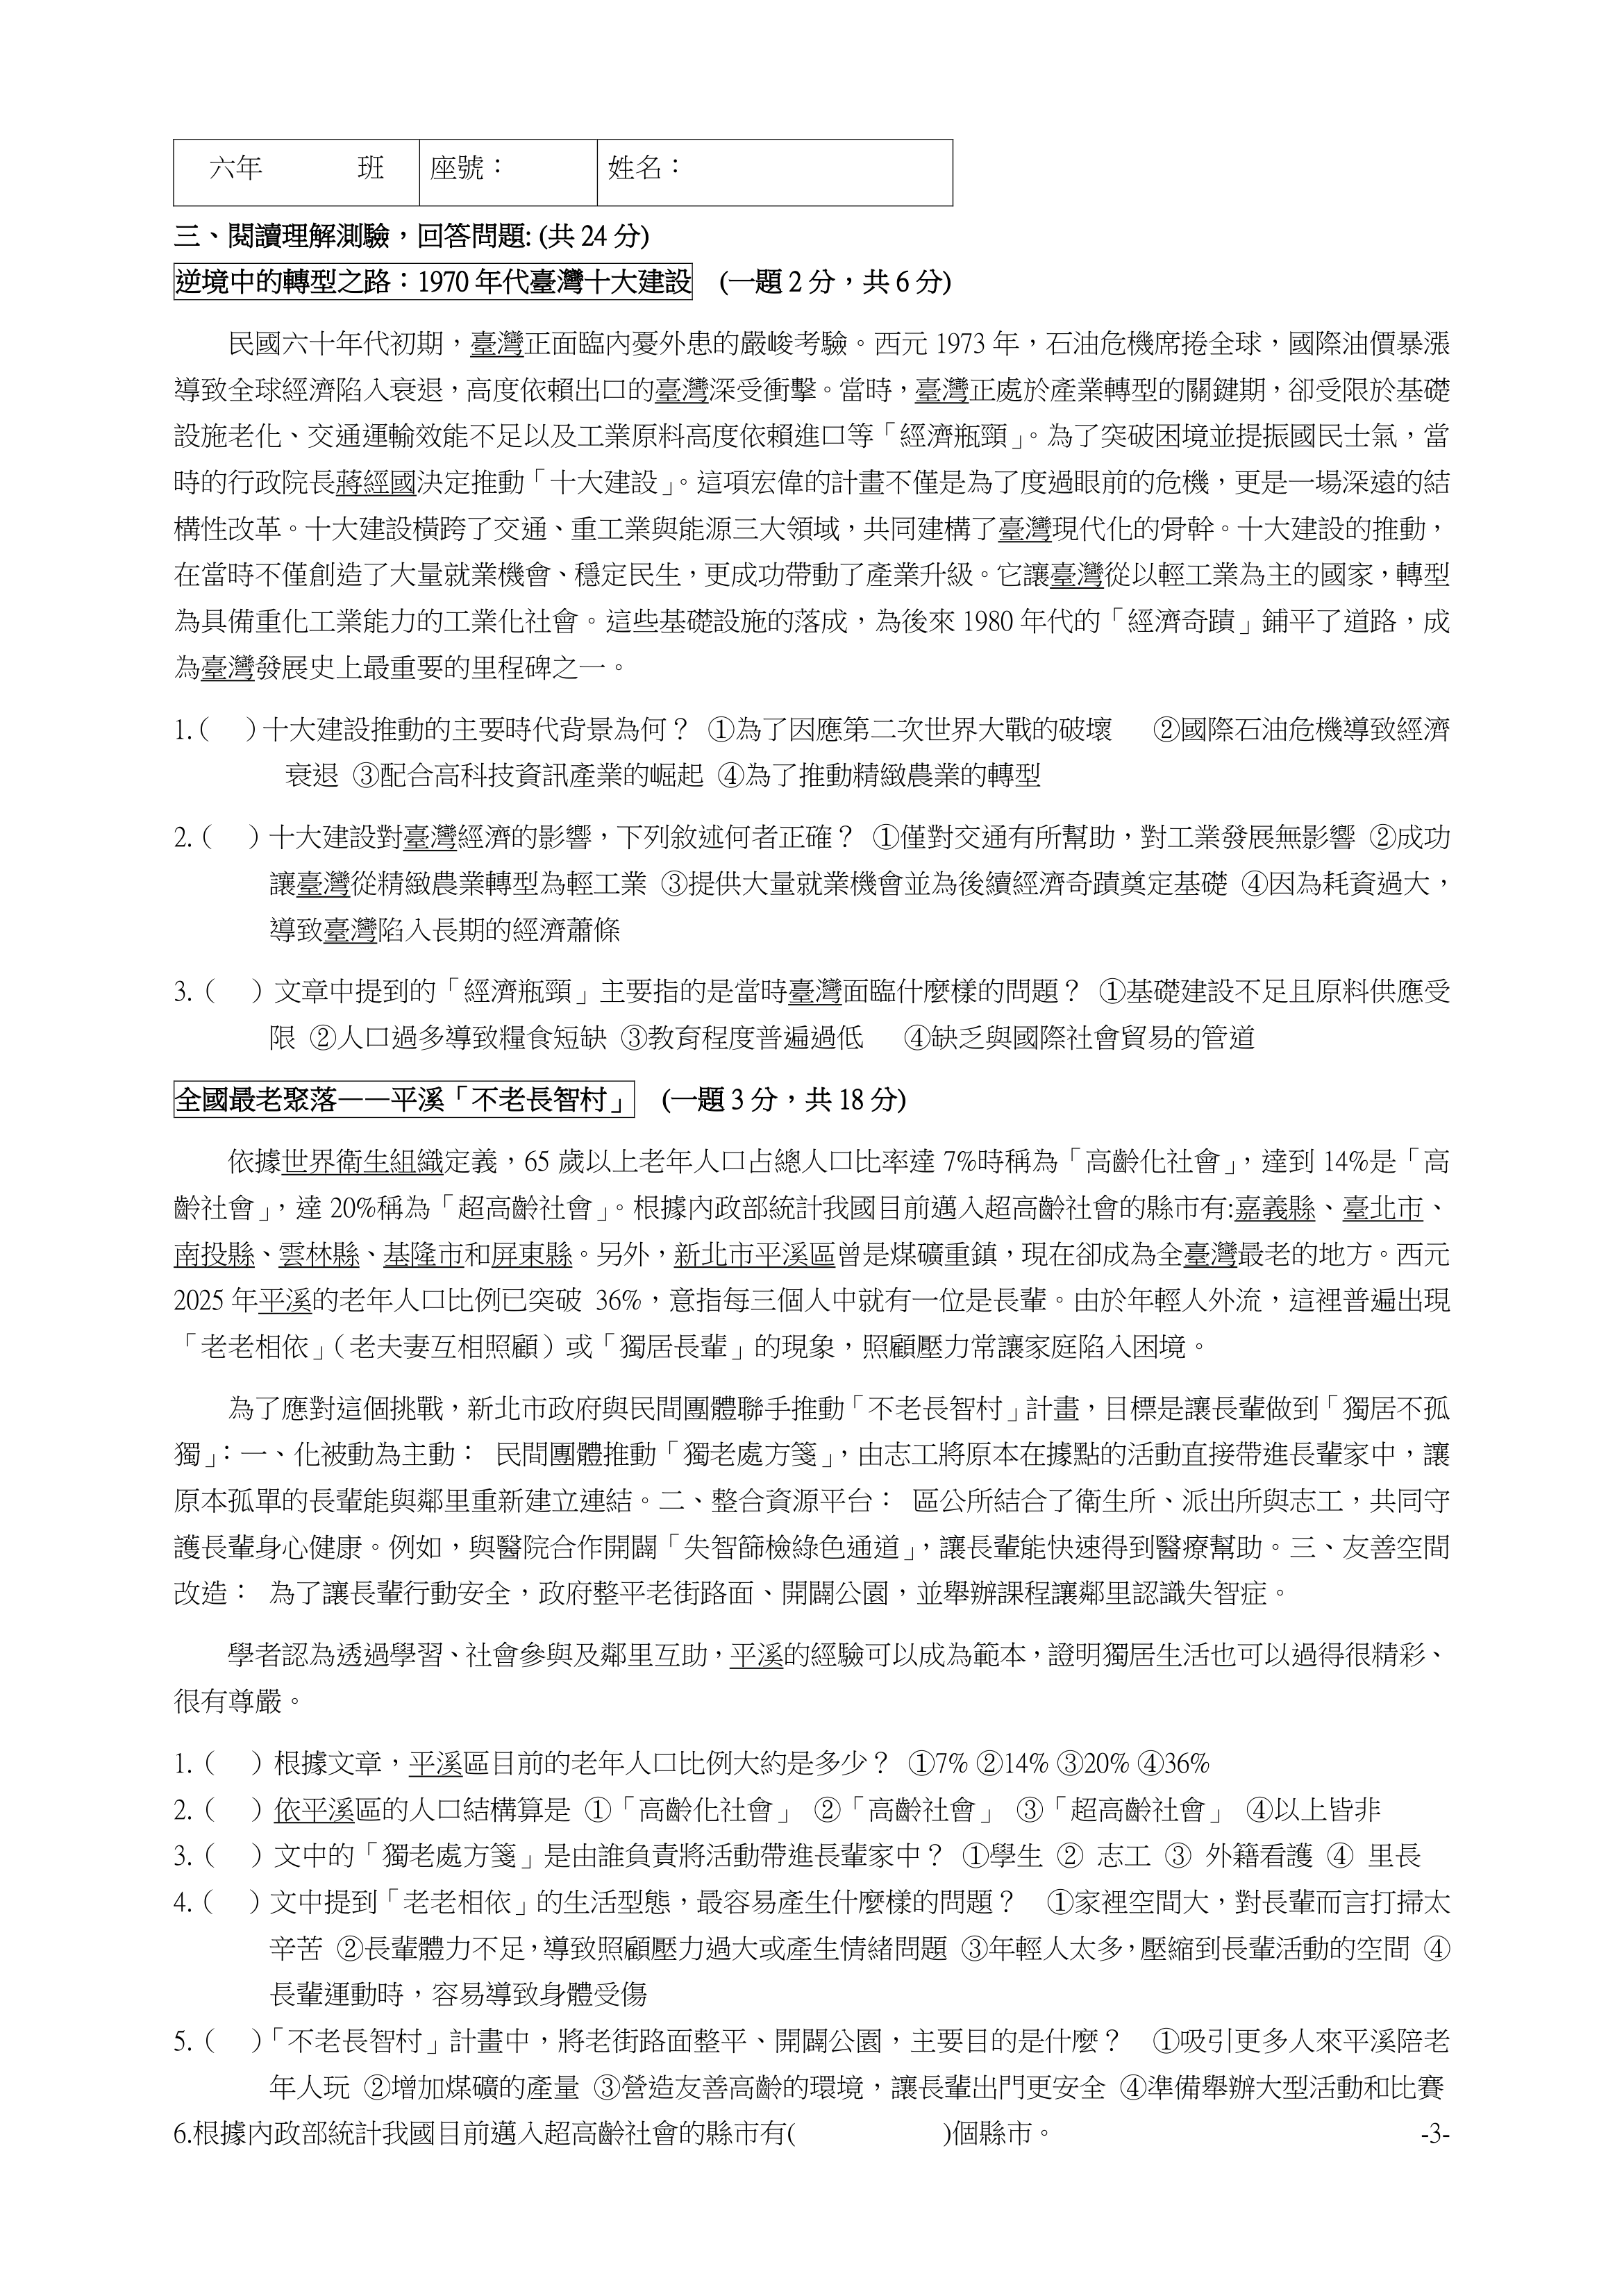 六年 班 座號： 姓名：
三、閱讀理解測驗，回答問題: (共 24 分)
逆境中的轉型之路：1970 年代臺灣十大建設 (一題 2 分，共 6 分)
民國六十年代初期，臺灣正面臨內憂外患的嚴峻考驗。西元 1973 年，石油危機席捲全球，國際油價暴漲
導致全球經濟陷入衰退，高度依賴出口的臺灣深受衝擊。當時，臺灣正處於產業轉型的關鍵期，卻受限於基礎
設施老化、交通運輸效能不足以及工業原料高度依賴進口等「經濟瓶頸」。為了突破困境並提振國民士氣，當
時的行政院長蔣經國決定推動「十大建設」。這項宏偉的計畫不僅是為了度過眼前的危機，更是一場深遠的結
構性改革。十大建設橫跨了交通、重工業與能源三大領域，共同建構了臺灣現代化的骨幹。十大建設的推動，
在當時不僅創造了大量就業機會、穩定民生，更成功帶動了產業升級。它讓臺灣從以輕工業為主的國家，轉型
為具備重化工業能力的工業化社會。這些基礎設施的落成，為後來 1980 年代的「經濟奇蹟」鋪平了道路，成
為臺灣發展史上最重要的里程碑之一。
1. ( ) 十大建設推動的主要時代背景為何？ ①為了因應第二次世界大戰的破壞 ②國際石油危機導致經濟
衰退 ③配合高科技資訊產業的崛起 ④為了推動精緻農業的轉型
2. ( ) 十大建設對臺灣經濟的影響，下列敘述何者正確？ ①僅對交通有所幫助，對工業發展無影響 ②成功
讓臺灣從精緻農業轉型為輕工業 ③提供大量就業機會並為後續經濟奇蹟奠定基礎 ④因為耗資過大，
導致臺灣陷入長期的經濟蕭條
3. ( ) 文章中提到的「經濟瓶頸」主要指的是當時臺灣面臨什麼樣的問題？ ①基礎建設不足且原料供應受
限 ②人口過多導致糧食短缺 ③教育程度普遍過低 ④缺乏與國際社會貿易的管道
全國最老聚落——平溪「不老長智村」 (一題 3 分，共 18 分)
依據世界衛生組織定義，65 歲以上老年人口占總人口比率達 7%時稱為「高齡化社會」，達到 14%是「高
齡社會」，達 20%稱為「超高齡社會」。根據內政部統計我國目前邁入超高齡社會的縣市有:嘉義縣、臺北市、
南投縣、雲林縣、基隆市和屏東縣。另外，新北市平溪區曾是煤礦重鎮，現在卻成為全臺灣最老的地方。西元
2025 年平溪的老年人口比例已突破 36%，意指每三個人中就有一位是長輩。由於年輕人外流，這裡普遍出現
「老老相依」（老夫妻互相照顧）或「獨居長輩」的現象，照顧壓力常讓家庭陷入困境。
為了應對這個挑戰，新北市政府與民間團體聯手推動「不老長智村」計畫，目標是讓長輩做到「獨居不孤
獨」：一、化被動為主動： 民間團體推動「獨老處方箋」，由志工將原本在據點的活動直接帶進長輩家中，讓
原本孤單的長輩能與鄰里重新建立連結。二、整合資源平台： 區公所結合了衛生所、派出所與志工，共同守
護長輩身心健康。例如，與醫院合作開闢「失智篩檢綠色通道」，讓長輩能快速得到醫療幫助。三、友善空間
改造： 為了讓長輩行動安全，政府整平老街路面、開闢公園，並舉辦課程讓鄰里認識失智症。
學者認為透過學習、社會參與及鄰里互助，平溪的經驗可以成為範本，證明獨居生活也可以過得很精彩、
很有尊嚴。
1. ( ) 根據文章，平溪區目前的老年人口比例大約是多少？ ①7% ②14% ③20% ④36%
2. ( ) 依平溪區的人口結構算是 ①「高齡化社會」 ②「高齡社會」 ③「超高齡社會」 ④以上皆非
3. ( ) 文中的「獨老處方箋」是由誰負責將活動帶進長輩家中？ ①學生 ② 志工 ③ 外籍看護 ④ 里長
4. ( ) 文中提到「老老相依」的生活型態，最容易產生什麼樣的問題？ ①家裡空間大，對長輩而言打掃太
辛苦 ②長輩體力不足，導致照顧壓力過大或產生情緒問題 ③年輕人太多，壓縮到長輩活動的空間 ④
長輩運動時，容易導致身體受傷
5. ( )「不老長智村」計畫中，將老街路面整平、開闢公園，主要目的是什麼？ ①吸引更多人來平溪陪老
年人玩 ②增加煤礦的產量 ③營造友善高齡的環境，讓長輩出門更安全 ④準備舉辦大型活動和比賽
6.根據內政部統計我國目前邁入超高齡社會的縣市有( )個縣市。 -3-